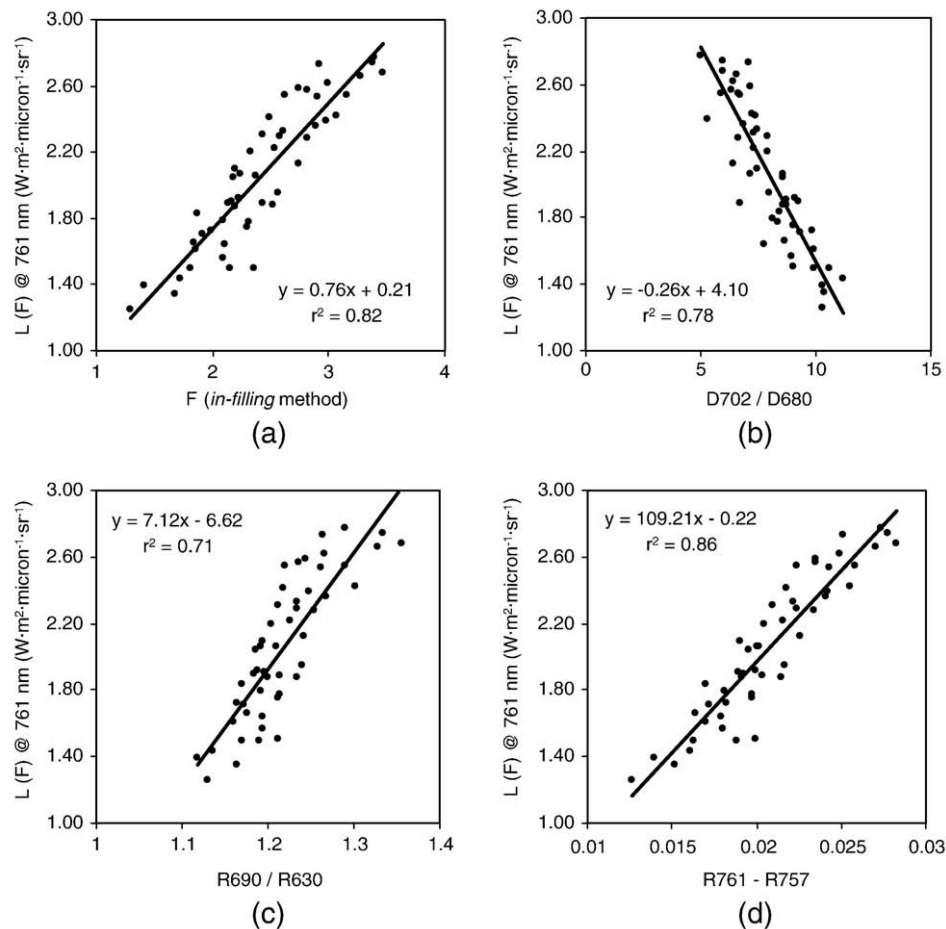 L (F) @ 761 nm (W·m²·micron⁻¹·sr⁻¹)
3.00
2.60
2.20
1.80
1.40
1.00
y = 0.76x + 0.21
r² = 0.82
1 2 3 4
F (in-filling method)
(a)
L (F) @ 761 nm (W·m²·micron⁻¹·sr⁻¹)
3.00
2.60
2.20
1.80
1.40
1.00
y = -0.26x + 4.10
r² = 0.78
0 5 10 15
D702 / D680
(b)
L (F) @ 761 nm (W·m²·micron⁻¹·sr⁻¹)
3.00
2.60
2.20
1.80
1.40
1.00
y = 7.12x - 6.62
r² = 0.71
1 1.1 1.2 1.3 1.4
R690 / R630
(c)
L (F) @ 761 nm (W·m²·micron⁻¹·sr⁻¹)
3.00
2.60
2.20
1.80
1.40
1.00
y = 109.21x - 0.22
r² = 0.86
0.01 0.015 0.02 0.025 0.03
R761 - R757
(d)